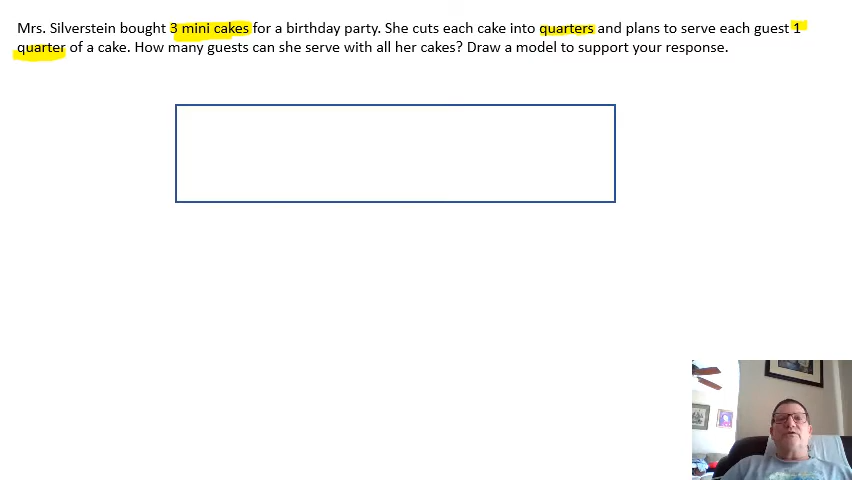 Mrs. Silverstein bought 3 mini cakes for a birthday party. She cuts each cake into quarters and plans to serve each guest 1
quarter of a cake. How many guests can she serve with all her cakes? Draw a model to support your response.